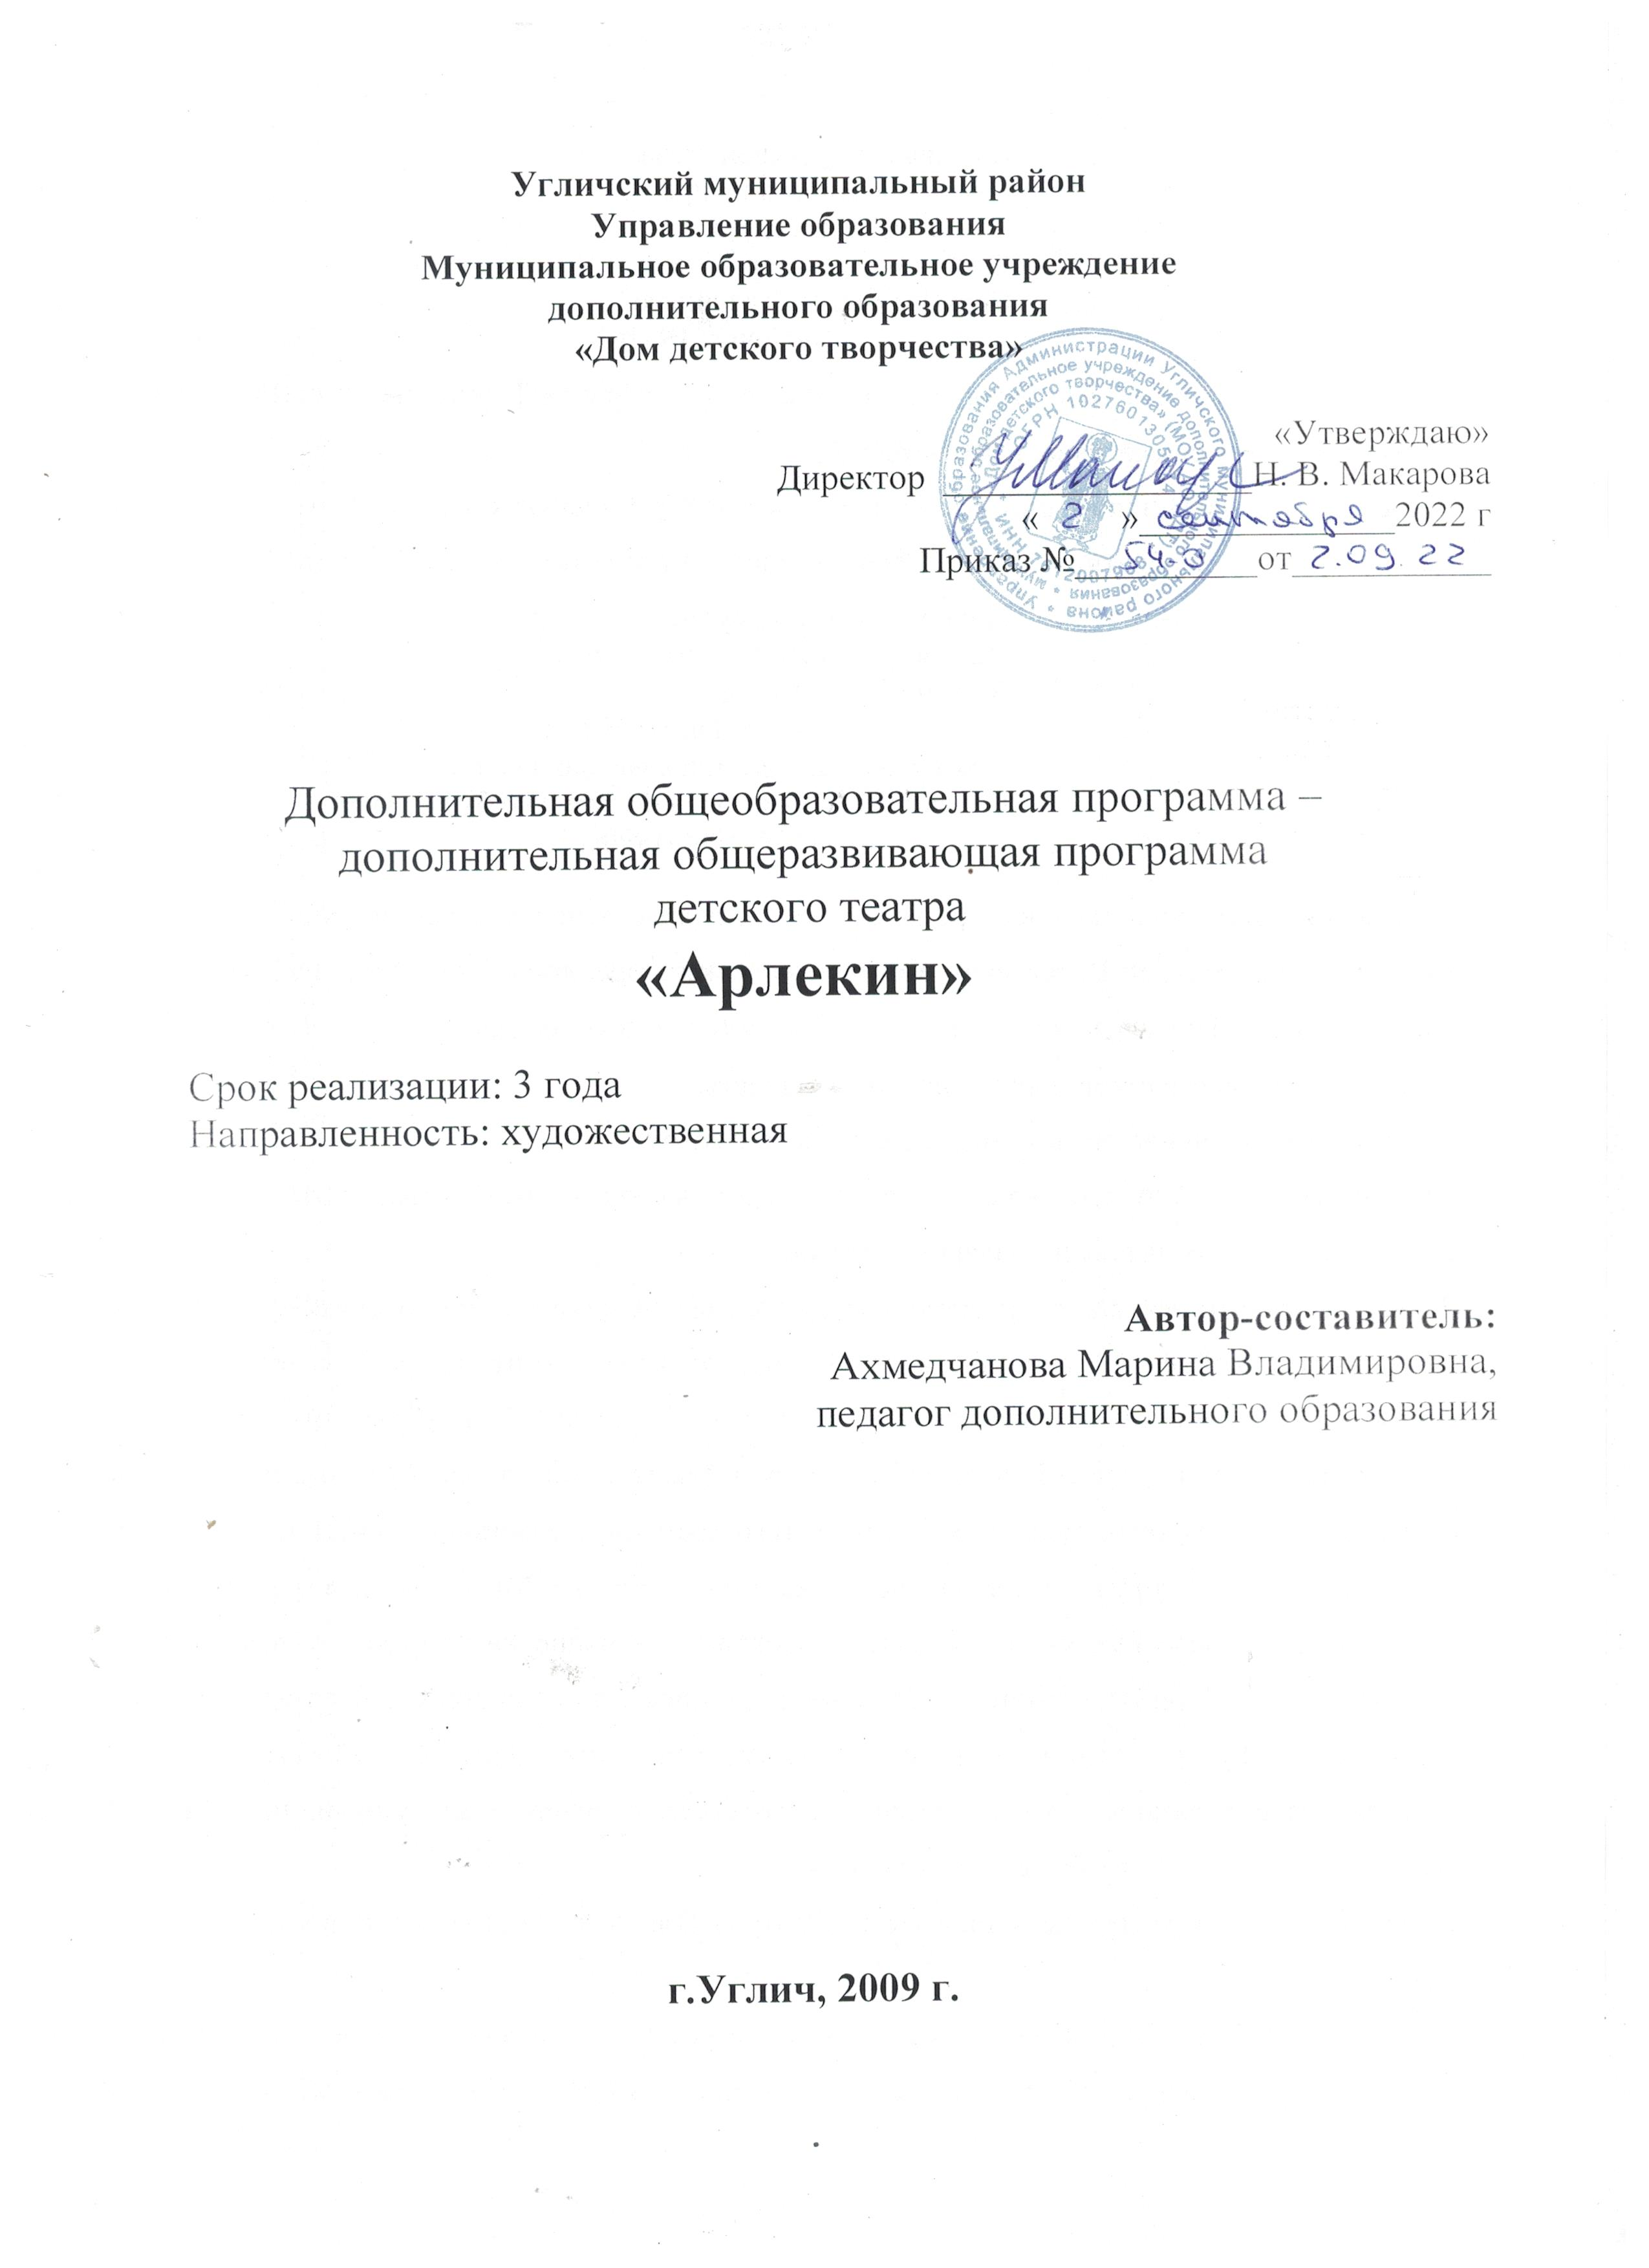 Угличский муниципальный район
Управление образования
Муниципальное образовательное учреждение
дополнительного образования
«Дом детского творчества»
«Утверждаю»
Директор Н. В. Макарова
« 2 » сентября 2022 г
Приказ № от 2.09.22
Дополнительная общеобразовательная программа –
дополнительная общеразвивающая программа
детского театра
«Арлекин»
Срок реализации: 3 года
Направленность: художественная
Автор-составитель:
Ахмедчанова Марина Владимировна,
педагог дополнительного образования
г.Углич, 2009 г.